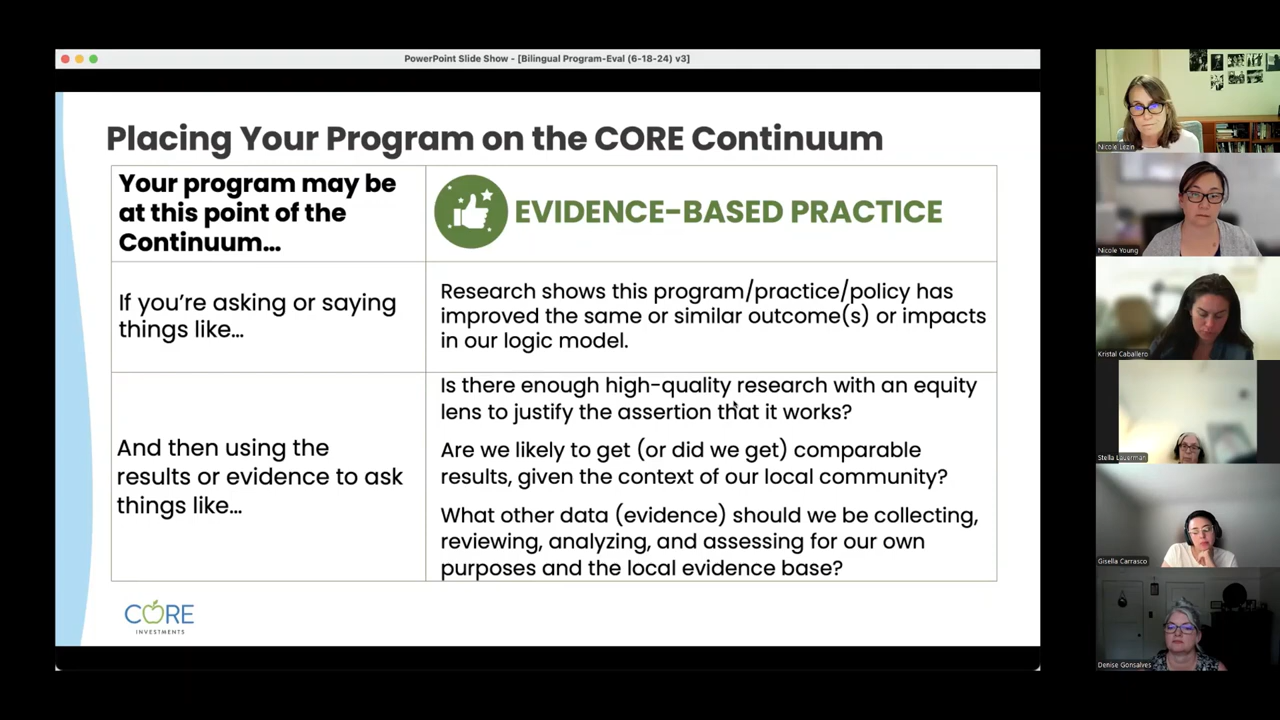 PowerPoint Slide Show - [Bilingual Program-Eval (6-18-24) v3]
Placing Your Program on the CORE Continuum
Your program may be
at this point of the
Continuum…
EVIDENCE-BASED PRACTICE
If you're asking or saying
things like…
Research shows this program/practice/policy has
improved the same or similar outcome(s) or impacts
in our logic model.
And then using the
results or evidence to ask
things like…
Is there enough high-quality research with an equity
lens to justify the assertion that it works?
Are we likely to get (or did we get) comparable
results, given the context of our local community?
What other data (evidence) should we be collecting,
reviewing, analyzing, and assessing for our own
purposes and the local evidence base?
CORE
INVESTMENTS
Nicole Lezin
Nicole Young
Kristal Caballero
Stella Lauerman
Gisella Carrasco
Denise Gonsalves